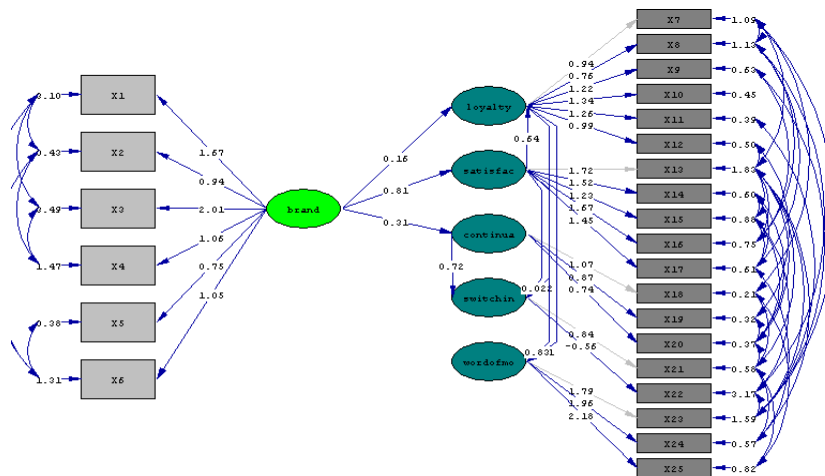 0.10 X1
0.43 X2
0.49 X3
1.47 X4
0.38 X5
1.31 X6
1.67
0.94
2.01
1.06
0.75
1.05
brand
0.16
0.81
0.31
loyalty
0.64
satisfac
continua
0.72
switchin
0.022
wordofmo
0.831
0.94
0.76
1.22
1.34
1.26
0.99
1.72
1.52
1.23
1.67
1.45
1.07
0.87
0.74
0.84
-0.56
1.79
1.96
2.18
X7 1.09
X8 1.13
X9 0.63
X10 0.45
X11 0.39
X12 0.50
X13 1.83
X14 0.60
X15 0.88
X16 0.75
X17 0.61
X18 0.21
X19 0.32
X20 0.37
X21 0.58
X22 3.17
X23 1.59
X24 0.57
X25 0.82